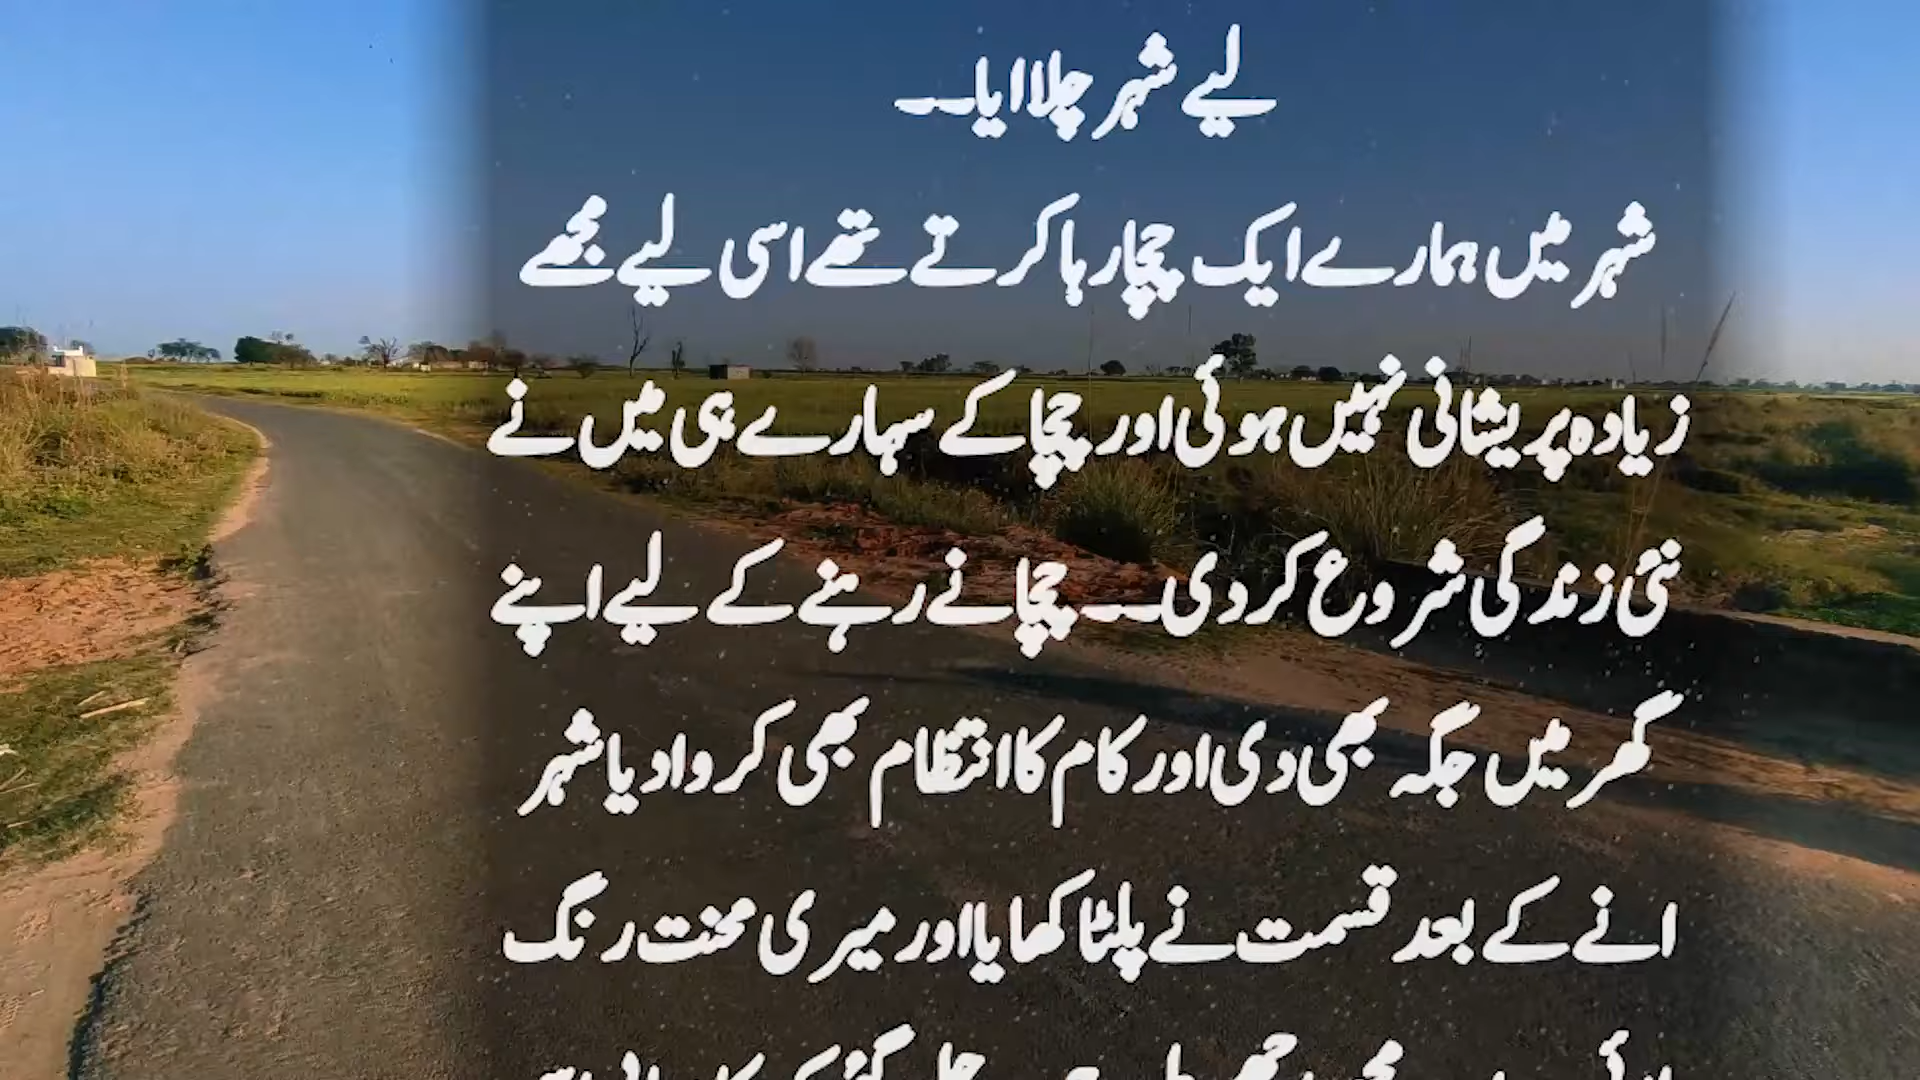 لیے شہر چلا ایا۔۔
شہر میں ہمارے ایک چچا رہا کرتے تھے اسی لیے مجھے
زیادہ پریشانی نہیں ہوئی اور چچا کے سہارے ہی میں نے
نئی زندگی شروع کر دی۔۔ چچا نے رہنے کے لیے اپنے
گھر میں جگہ بھی دی اور کام کا انتظام بھی کروا دیا شہر
انے کے بعد قسمت نے پلٹا کھایا اور میری محنت رنگ